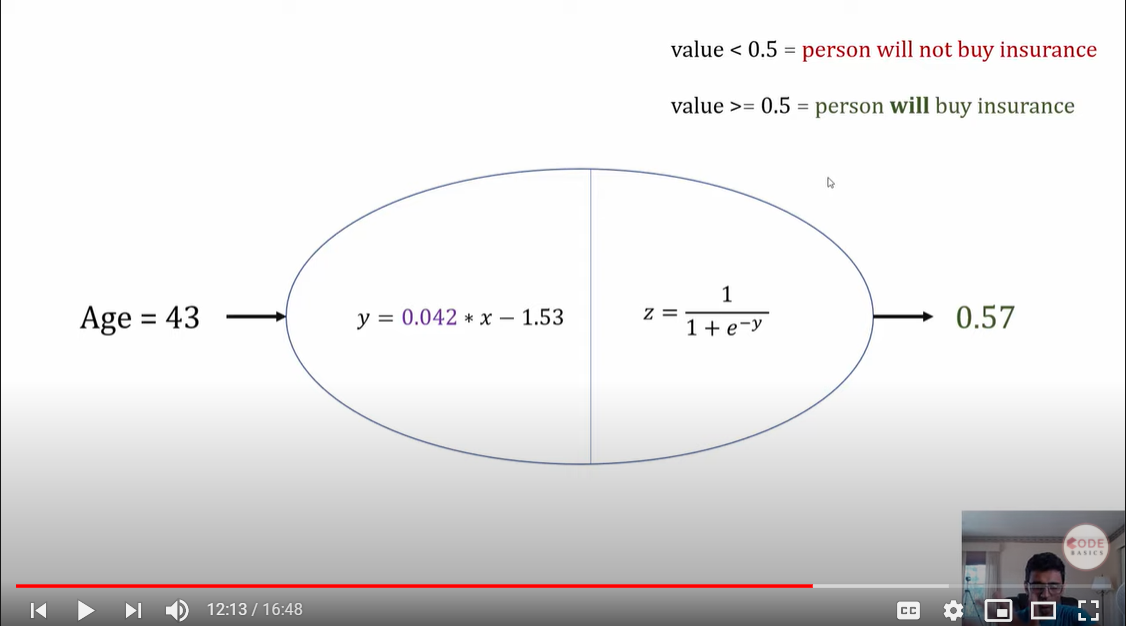 value < 0.5 = person will not buy insurance
value >= 0.5 = person will buy insurance
Age = 43
y = 0.042 * x − 1.53
z = 1 / (1 + e^−y)
0.57
CODE
BASICS
12:13 / 16:48
CC